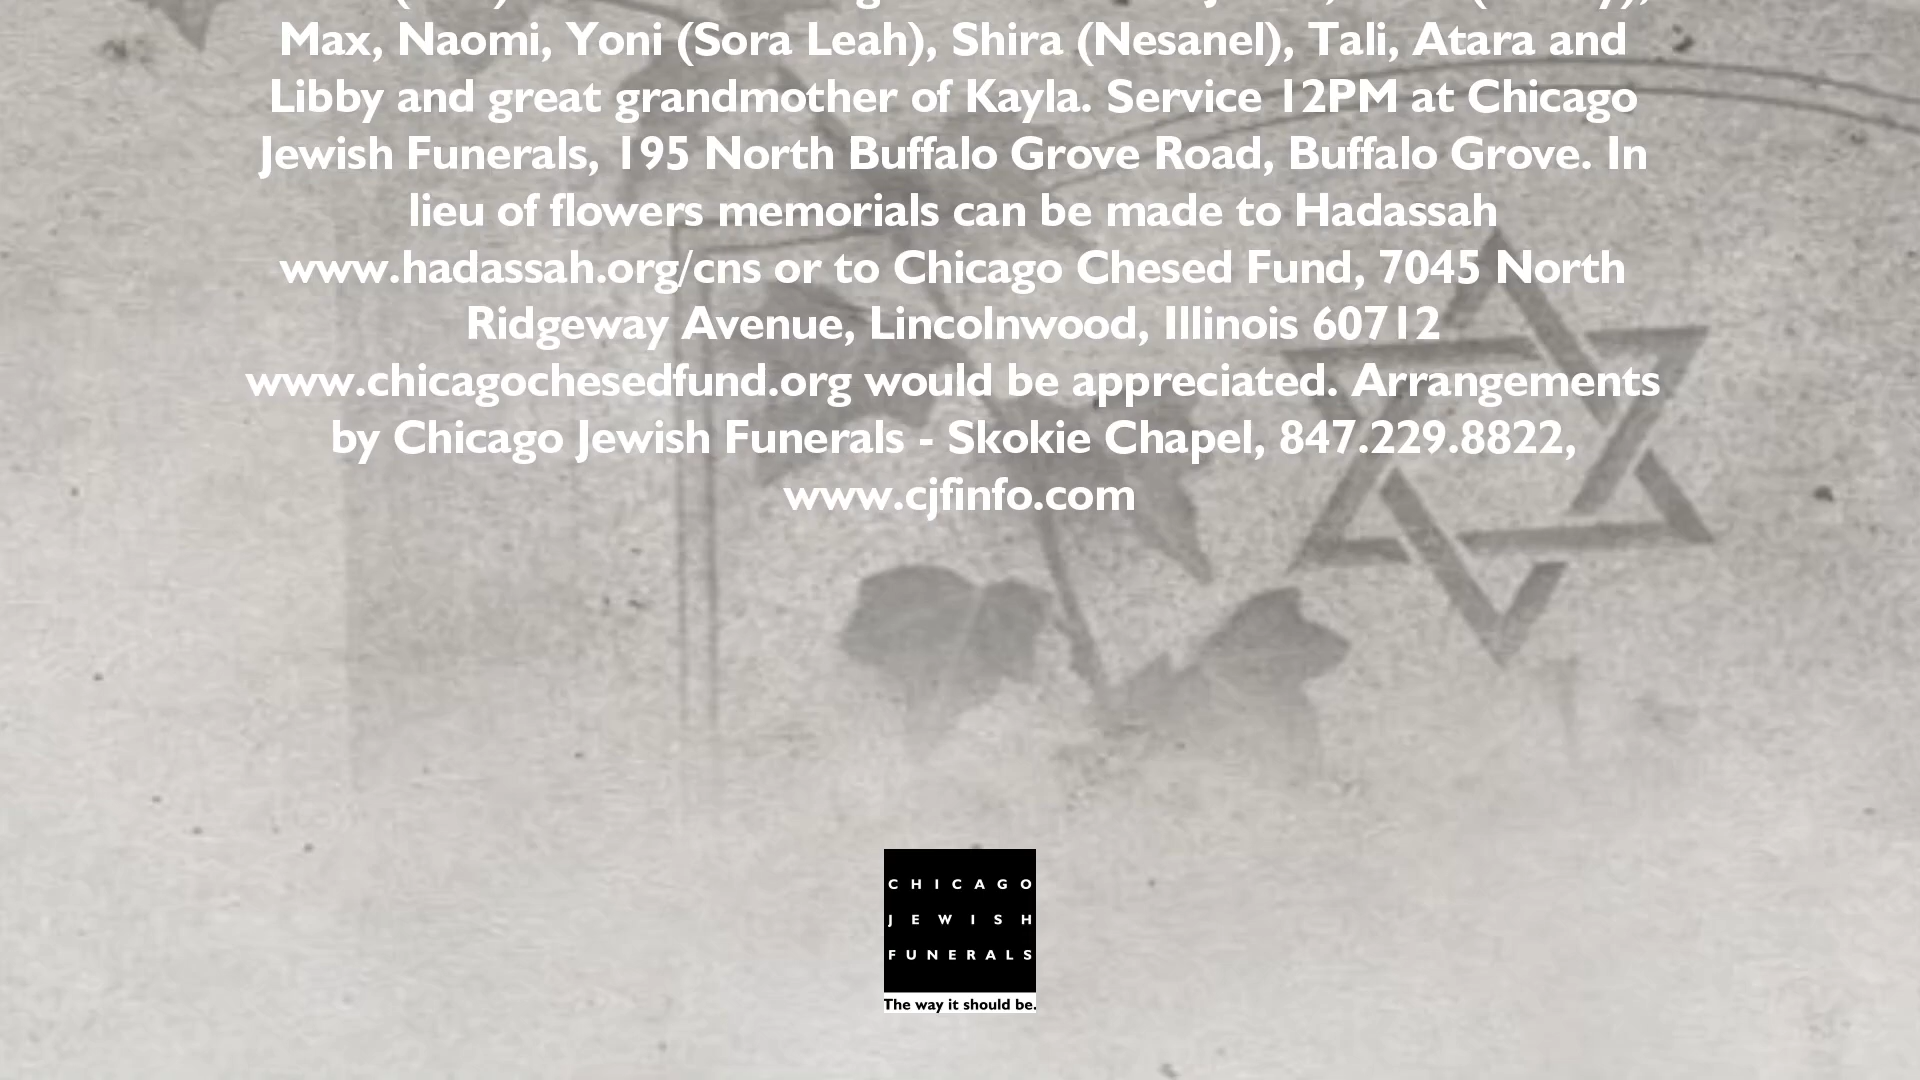 Max, Naomi, Yoni (Sora Leah), Shira (Nesanel), Tali, Atara and
Libby and great grandmother of Kayla. Service 12PM at Chicago
Jewish Funerals, 195 North Buffalo Grove Road, Buffalo Grove. In
lieu of flowers memorials can be made to Hadassah
www.hadassah.org/cns or to Chicago Chesed Fund, 7045 North
Ridgeway Avenue, Lincolnwood, Illinois 60712
www.chicagochesedfund.org would be appreciated. Arrangements
by Chicago Jewish Funerals - Skokie Chapel, 847.229.8822,
www.cjfinfo.com
CHICAGO
JEWISH
FUNERALS
The way it should be.